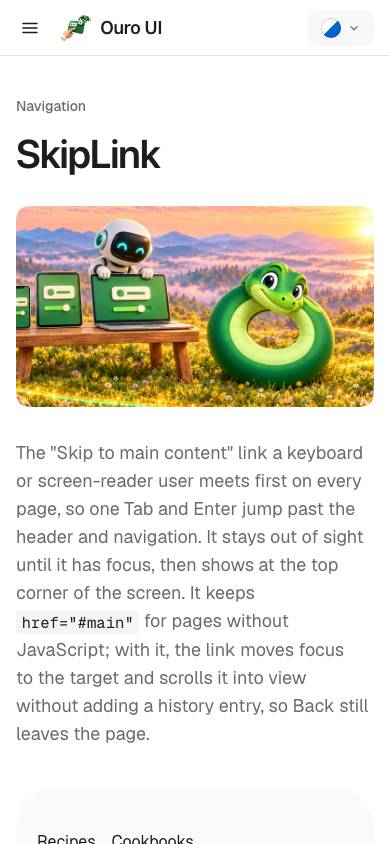 Ouro UI
Navigation
SkipLink
The "Skip to main content" link a keyboard
or screen-reader user meets first on every
page, so one Tab and Enter jump past the
header and navigation. It stays out of sight
until it has focus, then shows at the top
corner of the screen. It keeps
href="#main" for pages without
JavaScript; with it, the link moves focus
to the target and scrolls it into view
without adding a history entry, so Back still
leaves the page.
Recipes Cookbooks